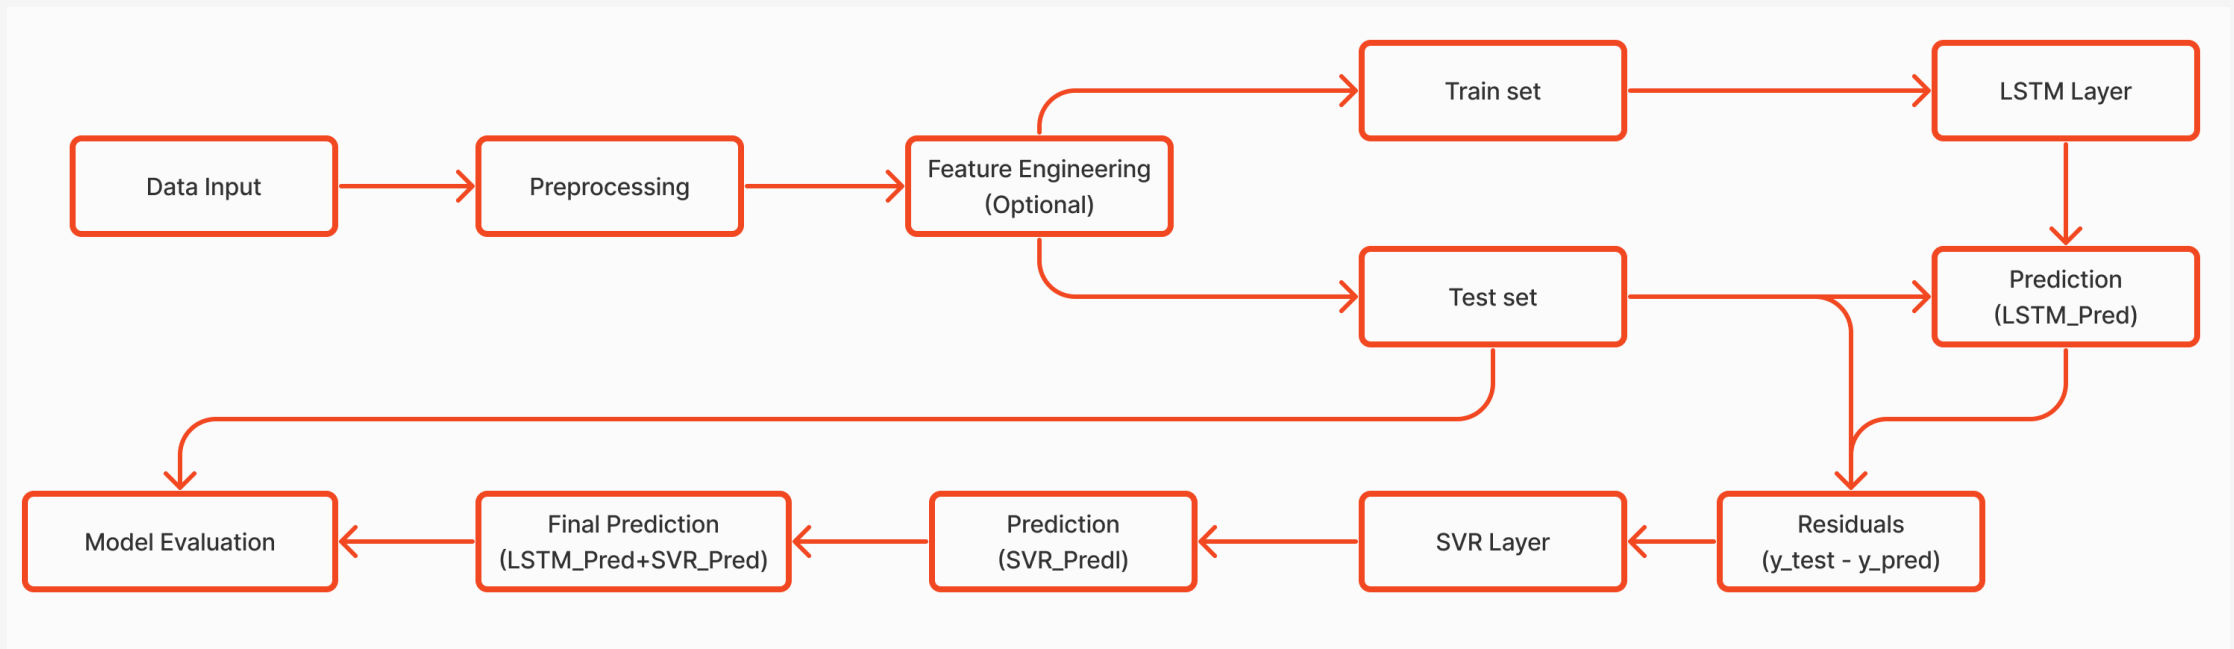 Train set
LSTM Layer
Data Input
Preprocessing
Feature Engineering
(Optional)
Test set
Prediction
(LSTM_Pred)
Model Evaluation
Final Prediction
(LSTM_Pred+SVR_Pred)
Prediction
(SVR_Predl)
SVR Layer
Residuals
(y_test - y_pred)